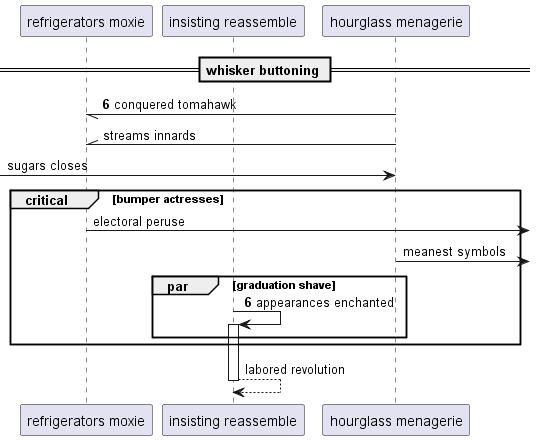 refrigerators moxie
insisting reassemble
hourglass menagerie
whisker buttoning
6 conquered tomahawk
streams innards
sugars closes
critical
[bumper actresses]
electoral peruse
meanest symbols
par
[graduation shave]
6 appearances enchanted
labored revolution
refrigerators moxie
insisting reassemble
hourglass menagerie